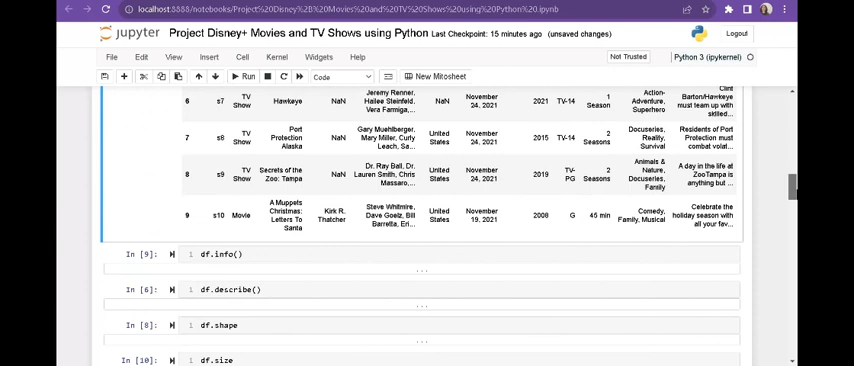 localhost:8888/notebooks/Project%20Disney%2B%20Movies%20and%20TV%20Shows%20using%20Python%20.ipynb
jupyter Project Disney+ Movies and TV Shows using Python Last Checkpoint: 15 minutes ago (unsaved changes) Logout
File Edit View Insert Cell Kernel Widgets Help Not Trusted Python 3 (ipykernel)
Run Code New Mitosheet
6 s7 TV Show Hawkeye NaN Jeremy Renner, Hailee Steinfeld, Vera Farmiga,... NaN November 24, 2021 2021 TV-14 1 Season Action-Adventure, Superhero Clint Barton/Hawkeye must team up with skilled...
7 s8 TV Show Port Protection Alaska NaN Gary Muehlberger, Mary Miller, Curly Leach, Sa... United States November 24, 2021 2015 TV-14 2 Seasons Docuseries, Reality, Survival Residents of Port Protection must combat volat...
8 s9 TV Show Secrets of the Zoo: Tampa NaN Dr. Ray Ball, Dr. Lauren Smith, Chris Massaro,... United States November 24, 2021 2019 TV-PG 2 Seasons Animals & Nature, Docuseries, Family A day in the life at ZooTampa is anything but ...
9 s10 Movie A Muppets Christmas: Letters To Santa Kirk R. Thatcher Steve Whitmire, Dave Goelz, Bill Barretta, Eri... United States November 19, 2021 2008 G 45 min Comedy, Family, Musical Celebrate the holiday season with all your fav...
In [9]: 1 df.info()
...
In [6]: 1 df.describe()
...
In [8]: 1 df.shape
...
In [10]: 1 df.size